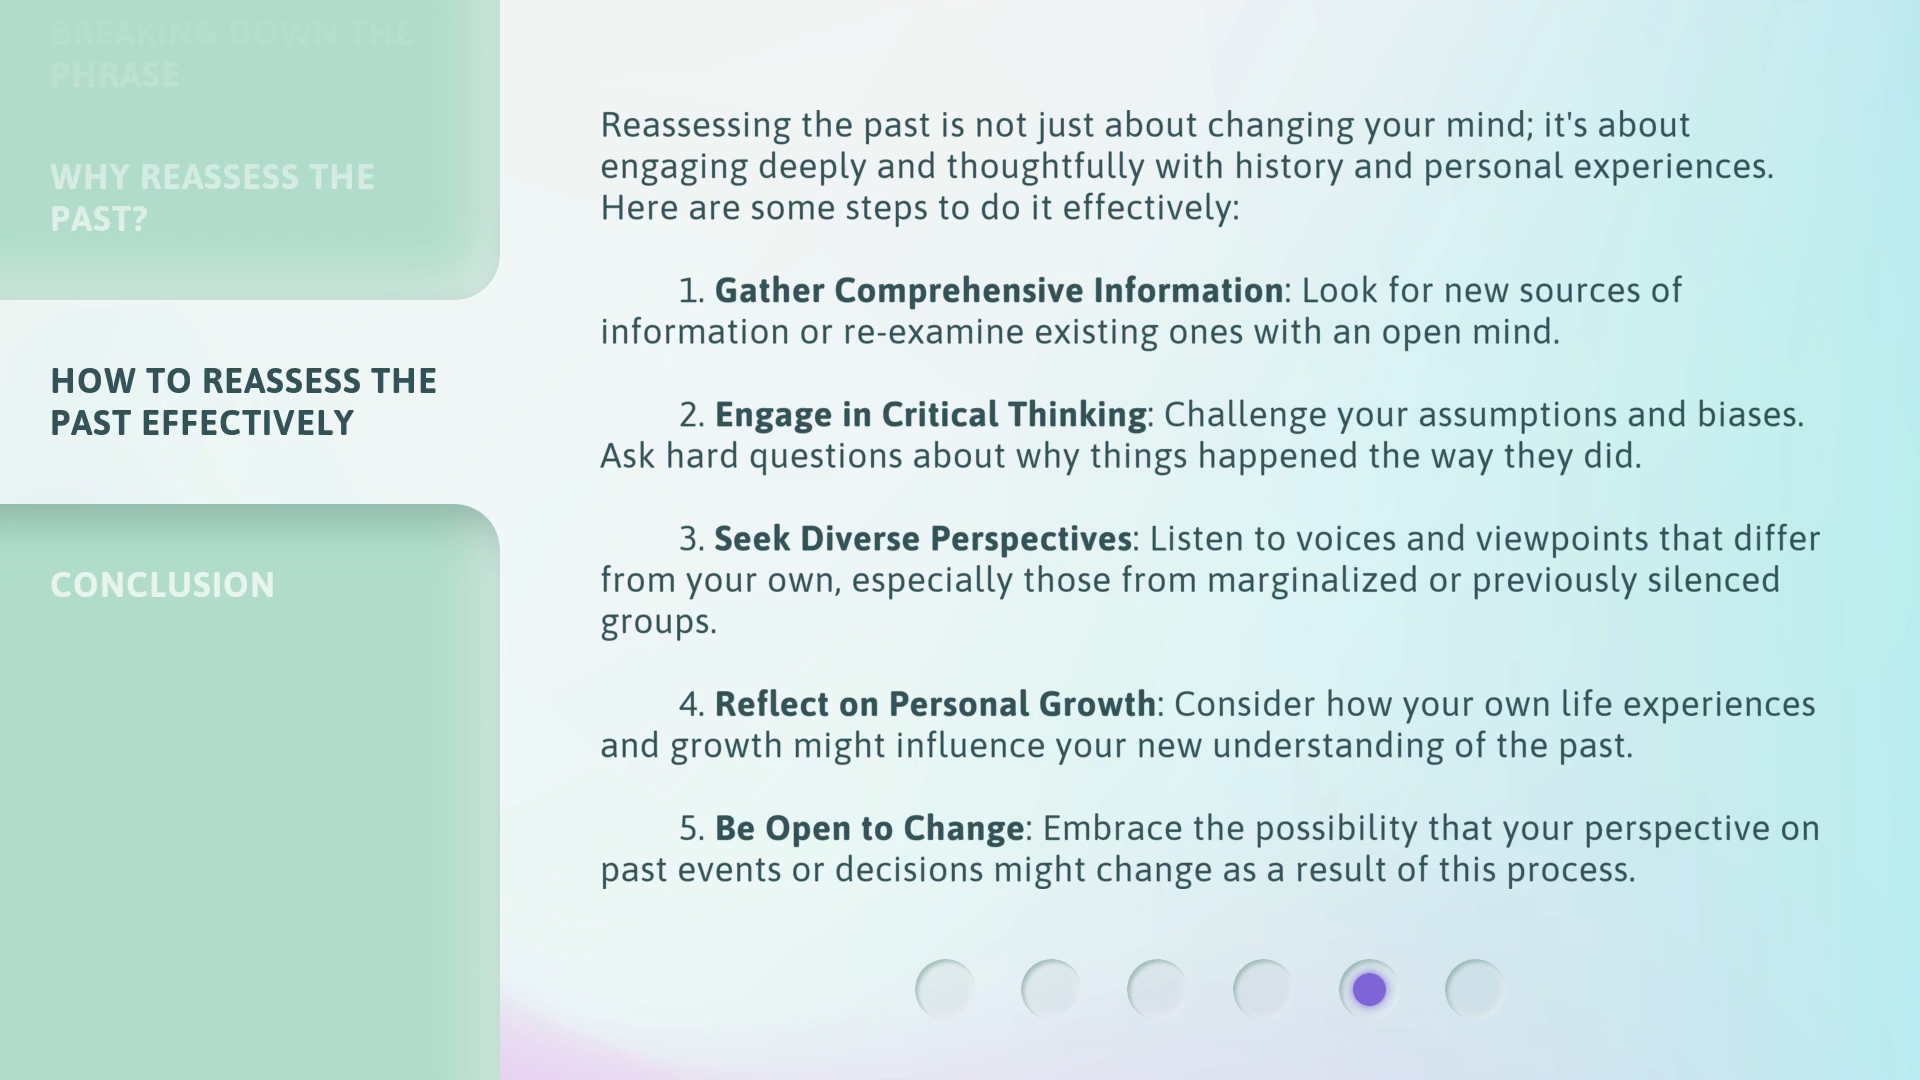 BREAKING DOWN THE
PHRASE
WHY REASSESS THE
PAST?
HOW TO REASSESS THE
PAST EFFECTIVELY
CONCLUSION
Reassessing the past is not just about changing your mind; it's about
engaging deeply and thoughtfully with history and personal experiences.
Here are some steps to do it effectively:
1. Gather Comprehensive Information: Look for new sources of
information or re-examine existing ones with an open mind.
2. Engage in Critical Thinking: Challenge your assumptions and biases.
Ask hard questions about why things happened the way they did.
3. Seek Diverse Perspectives: Listen to voices and viewpoints that differ
from your own, especially those from marginalized or previously silenced
groups.
4. Reflect on Personal Growth: Consider how your own life experiences
and growth might influence your new understanding of the past.
5. Be Open to Change: Embrace the possibility that your perspective on
past events or decisions might change as a result of this process.